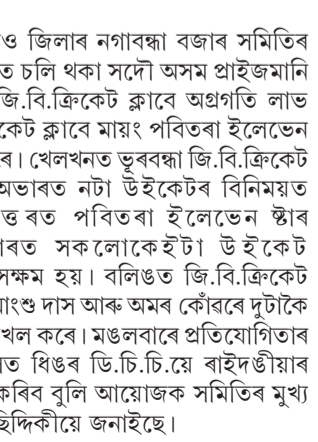 ও জিলাৰ নগাবন্ধা বজাৰ সমিতিৰ
ত চলি থকা সদৌ অসম প্ৰাইজমানি
জি.বি.ক্ৰিকেট ক্লাবে অগ্ৰগতি লাভ
কেট ক্লাবে মায়ং পবিতৰা ইলেভেন
ৰে। খেলখনত ভূৰবন্ধা জি.বি.ক্ৰিকেট
অভাৰত নটা উইকেটৰ বিনিময়ত
ত্তৰত পবিতৰা ইলেভেন ষ্টাৰ
াৰত সকলোকেইটা উইকেট
সক্ষম হয়। বলিঙত জি.বি.ক্ৰিকেট
াংশু দাস আৰু অমৰ কোঁৱৰে দুটাকৈ
খল কৰে। মঙলবাৰে প্ৰতিযোগিতাৰ
ত ধিঙৰ ডি.চি.চি.য়ে ৰাইদঙীয়াৰ
কৰিব বুলি আয়োজক সমিতিৰ মুখ্য
ছিদ্দিকীয়ে জনাইছে।